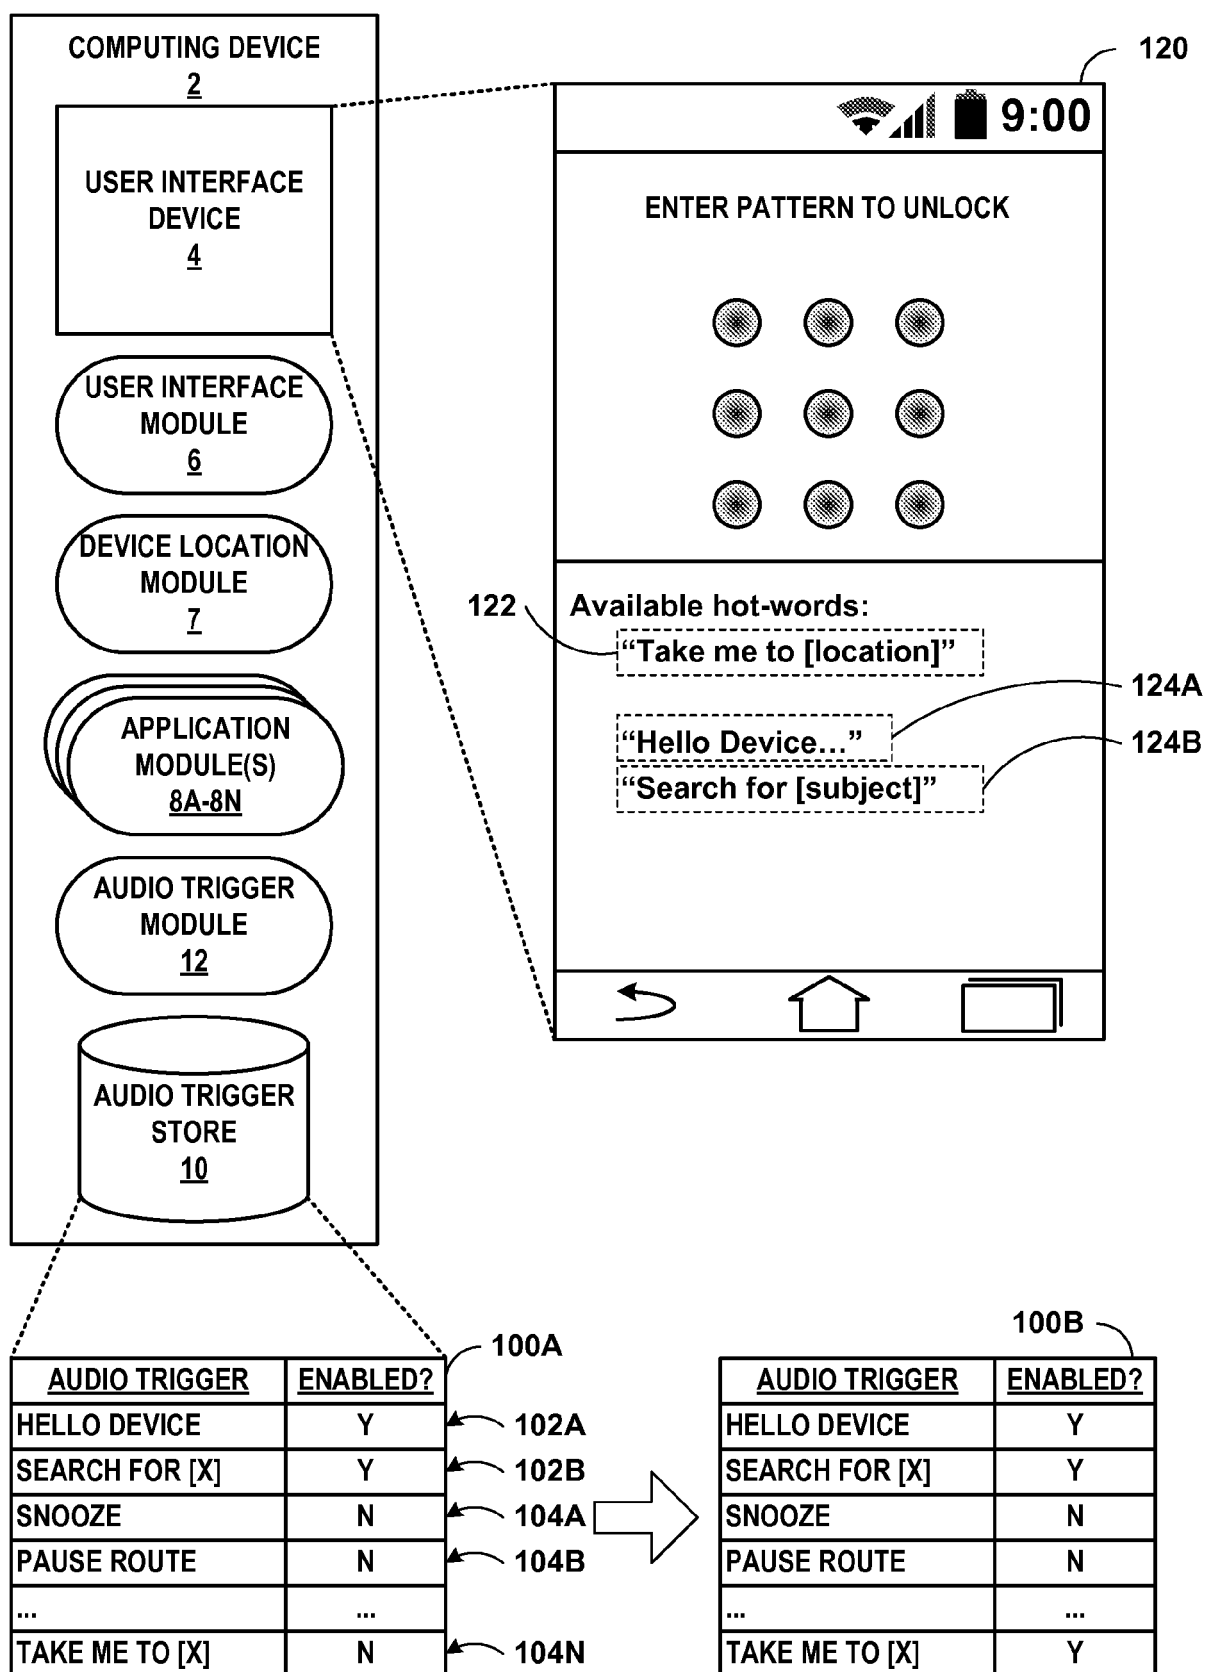 COMPUTING DEVICE
2
USER INTERFACE
DEVICE
4
USER INTERFACE
MODULE
6
DEVICE LOCATION
MODULE
7
APPLICATION
MODULE(S)
8A-8N
AUDIO TRIGGER
MODULE
12
AUDIO TRIGGER
STORE
10
120
9:00
ENTER PATTERN TO UNLOCK
122
Available hot-words:
“Take me to [location]”
124A
“Hello Device...”
124B
“Search for [subject]”
100A
AUDIO TRIGGER ENABLED?
HELLO DEVICE Y 102A
SEARCH FOR [X] Y 102B
SNOOZE N 104A
PAUSE ROUTE N 104B
... ...
TAKE ME TO [X] N 104N
100B
AUDIO TRIGGER ENABLED?
HELLO DEVICE Y
SEARCH FOR [X] Y
SNOOZE N
PAUSE ROUTE N
... ...
TAKE ME TO [X] Y